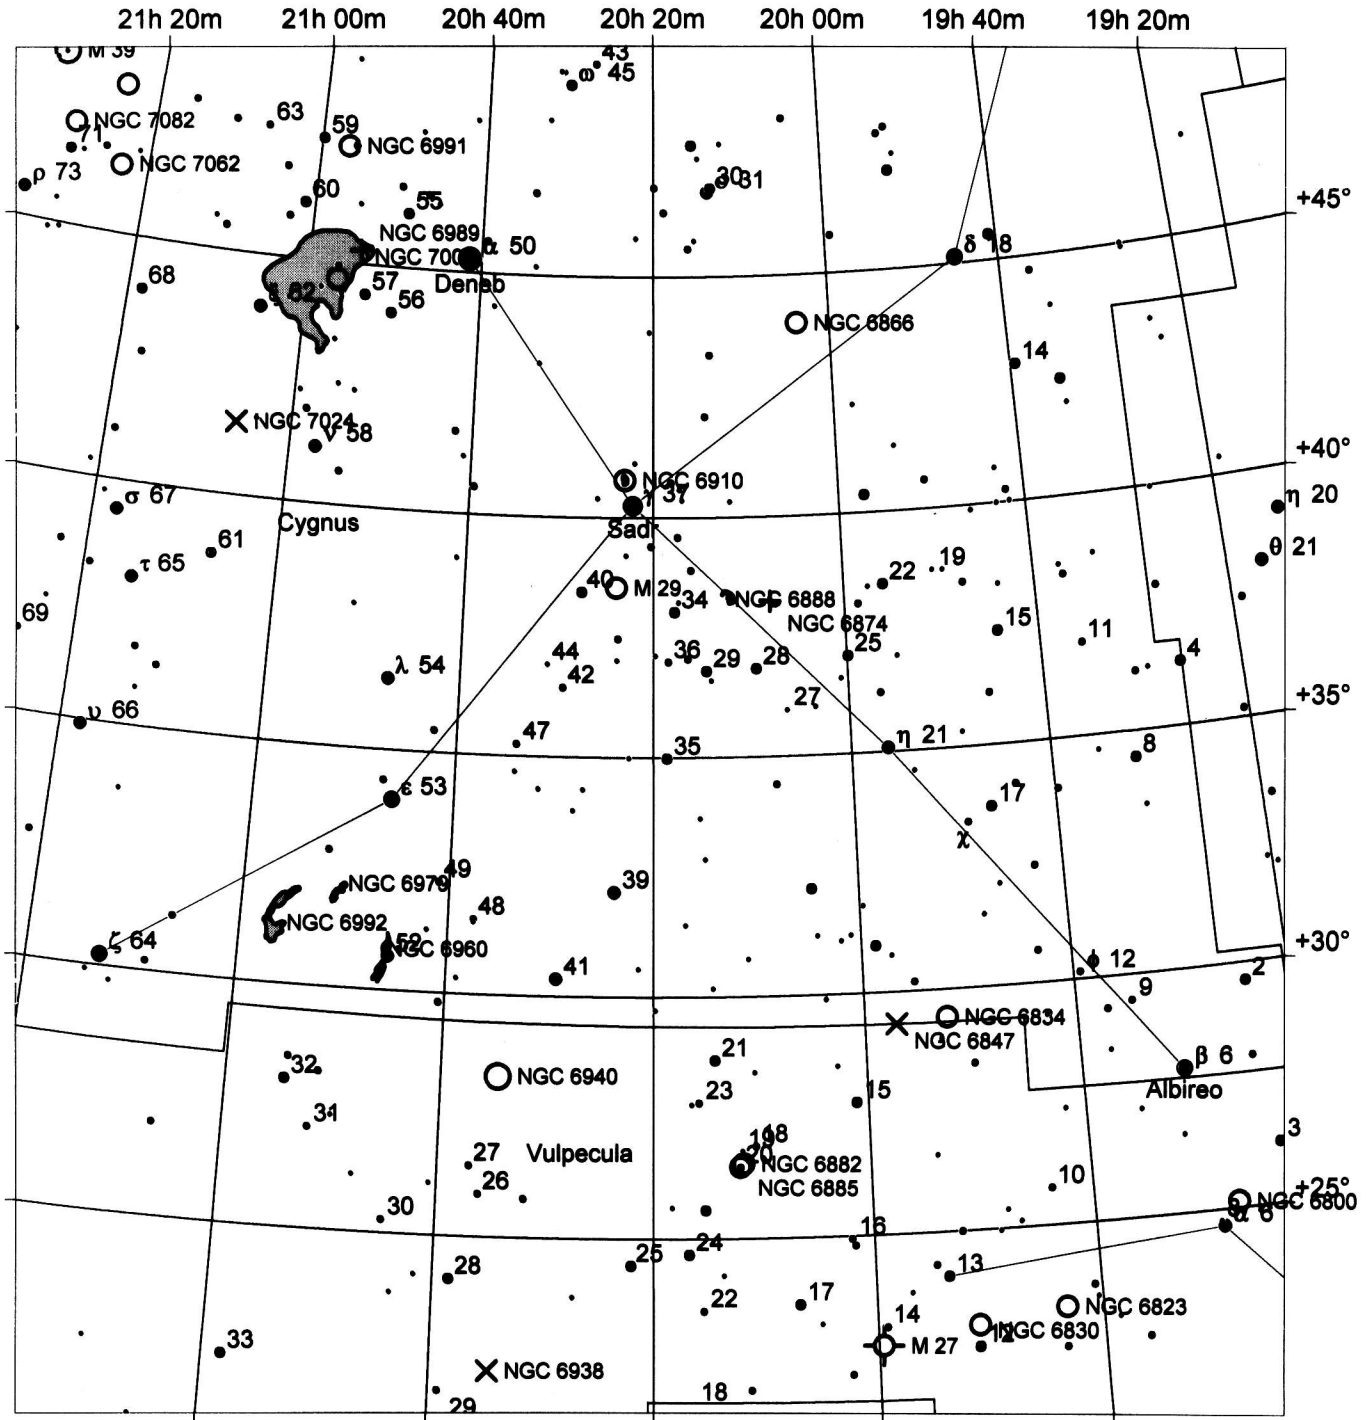 21h 20m 21h 00m 20h 40m 20h 20m 20h 00m 19h 40m 19h 20m
M 39
43
ω 45
NGC 7082
63
59
71
NGC 6991
NGC 7062
ρ 73
60
30
31
55
+45°
NGC 6989
α 50
δ 18
NGC 700
Deneb
68
57
ξ 62
56
NGC 6866
14
NGC 7024
ν 58
+40°
NGC 6910
γ 37
σ 67
η 20
Cygnus
Sadr
61
θ 21
τ 65
22
19
40
M 29
NGC 6888
34
69
NGC 6874
15
11
25
4
44
36
29
28
λ 54
42
27
+35°
υ 66
47
35
η 21
8
ε 53
17
χ
49
NGC 6979
39
48
NGC 6992
ζ 64
52
NGC 6960
+30°
12
41
2
9
NGC 6834
NGC 6847
21
32
NGC 6940
β 6
23
15
Albireo
31
3
18
19
27
Vulpecula
20
NGC 6882
26
NGC 6885
10
+25°
30
NGC 6800
8
α 6
16
24
25
28
13
22
17
NGC 6823
14
33
12
NGC 6830
M 27
NGC 6938
18
29